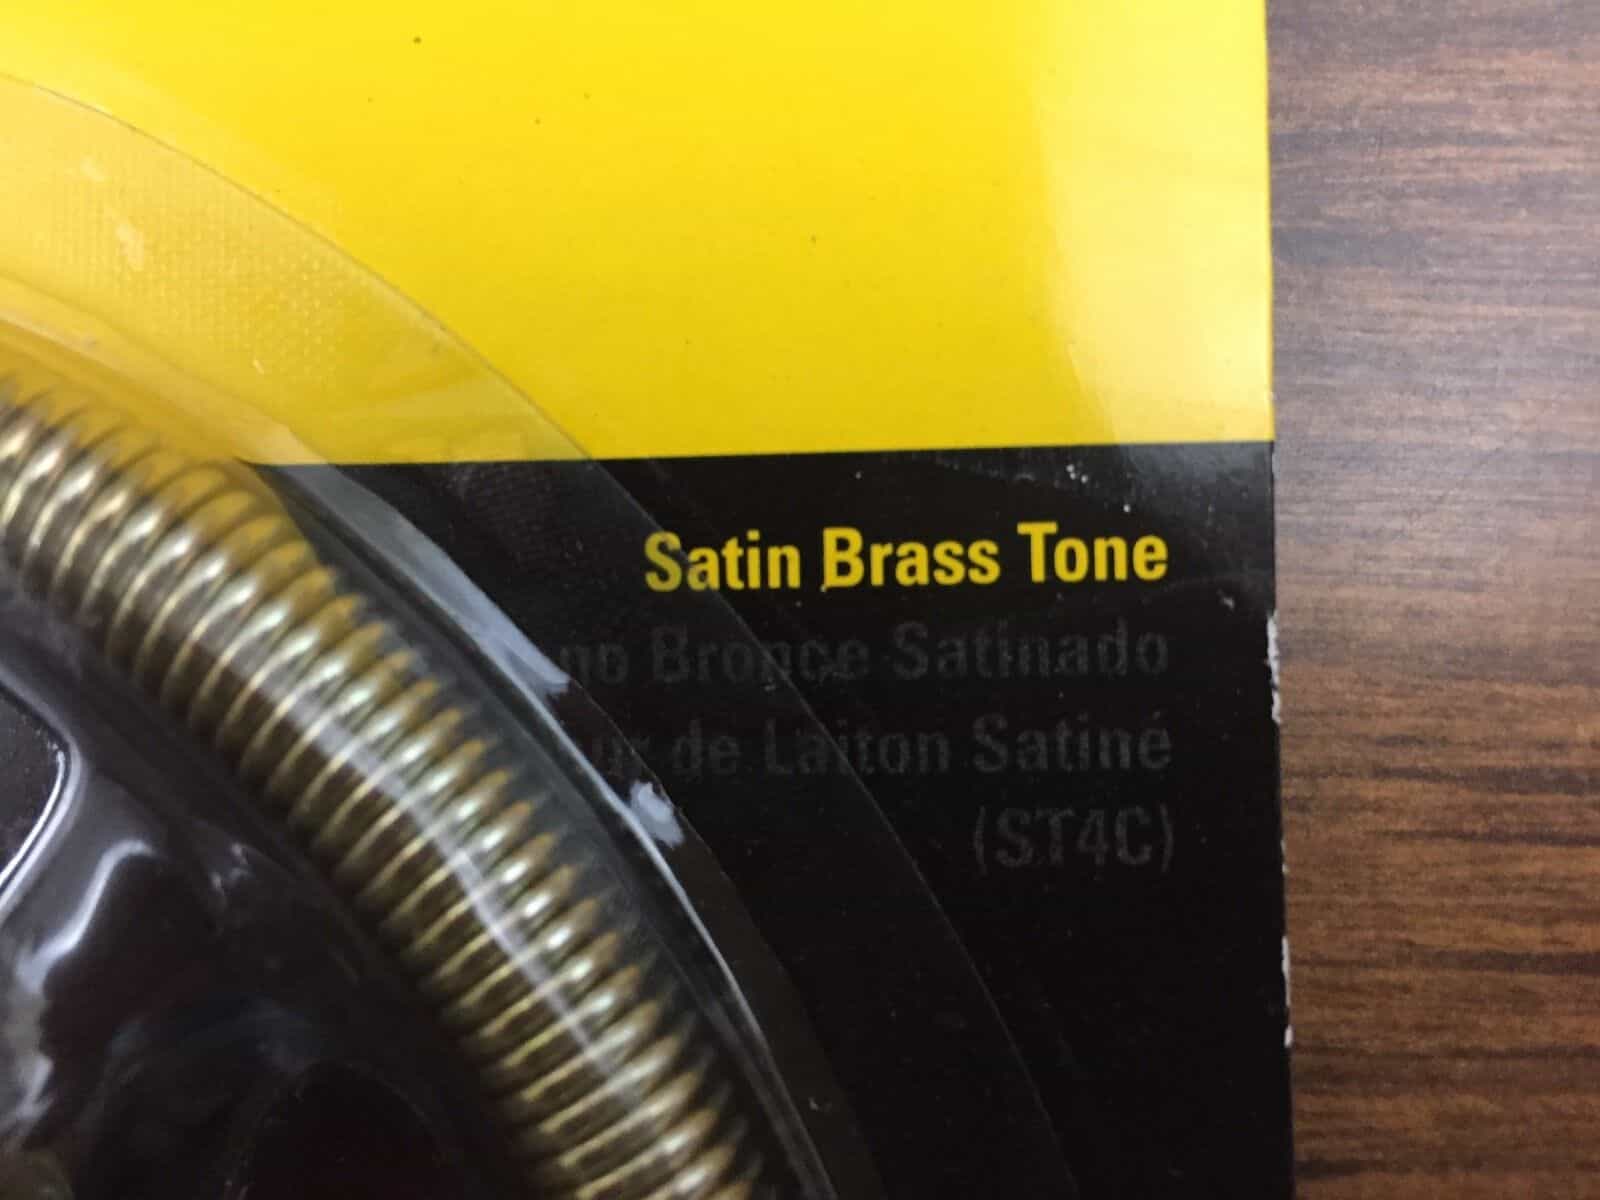 Satin Brass Tone
Bronce Satinado
de Laiton Satiné
(ST4C)